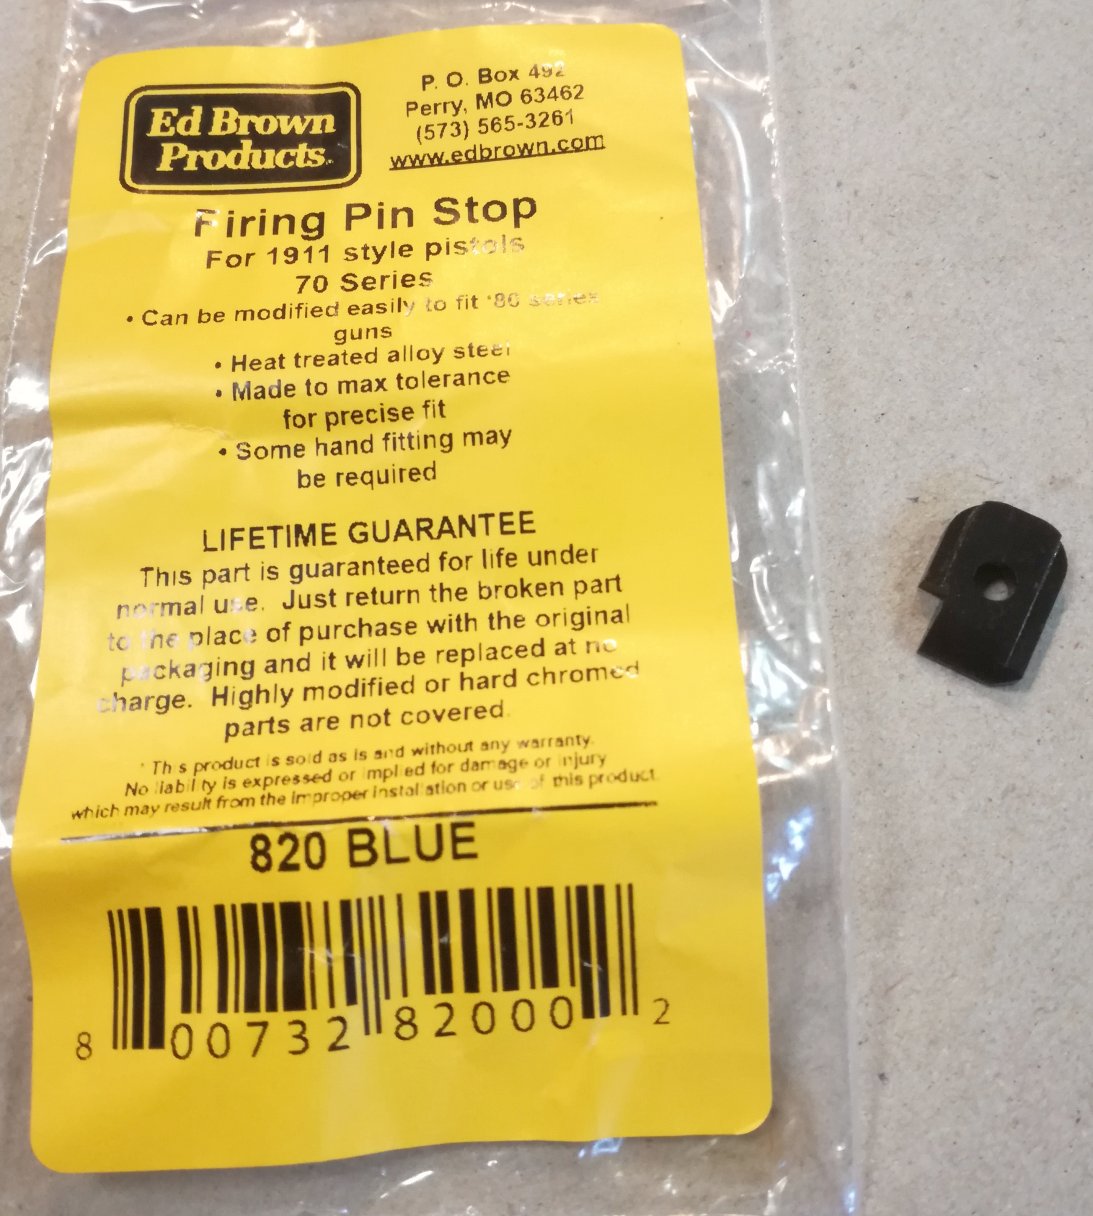 Ed Brown
Products.
P. O. Box 492
Perry, MO 63462
(573) 565-3261
www.edbrown.com
Firing Pin Stop
For 1911 style pistols
70 Series
• Can be modified easily to fit '80 series
guns
• Heat treated alloy steel
• Made to max tolerance
for precise fit
• Some hand fitting may
be required
LIFETIME GUARANTEE
This part is guaranteed for life under
normal use. Just return the broken part
to the place of purchase with the original
packaging and it will be replaced at no
charge. Highly modified or hard chromed
parts are not covered.
* This product is sold as is and without any warranty.
No liability is expressed or implied for damage or injury
which may result from the improper installation or use of this product.
820 BLUE
8 00732 82000 2